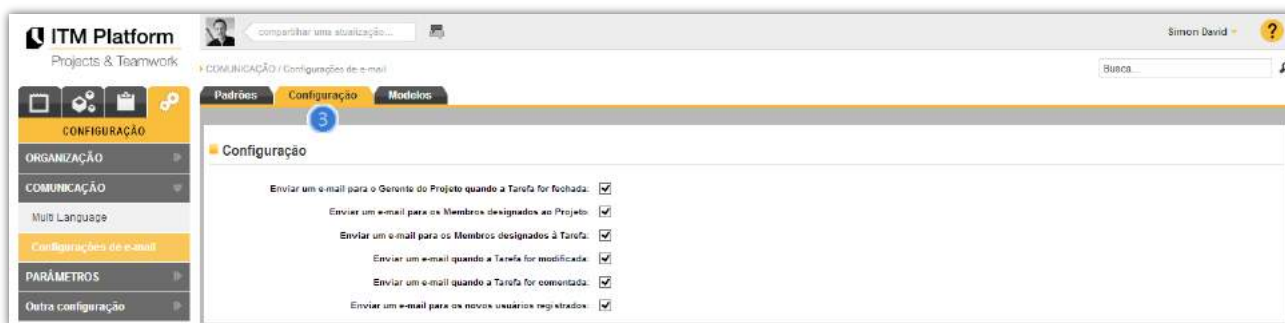 ITM Platform
Projects & Teamwork
compartilhar uma atualização...
Simon David
?
COMUNICAÇÃO / Configurações de e-mail
Busca...
Padrões
Configuração
Modelos
3
CONFIGURAÇÃO
ORGANIZAÇÃO
COMUNICAÇÃO
Multi Language
Configurações de e-mail
PARÂMETROS
Outra configuração
Configuração
Enviar um e-mail para o Gerente do Projeto quando a Tarefa for fechada:
Enviar um e-mail para os Membros designados ao Projeto:
Enviar um e-mail para os Membros designados à Tarefa:
Enviar um e-mail quando a Tarefa for modificada:
Enviar um e-mail quando a Tarefa for comentada:
Enviar um e-mail para os novos usuários registrados: